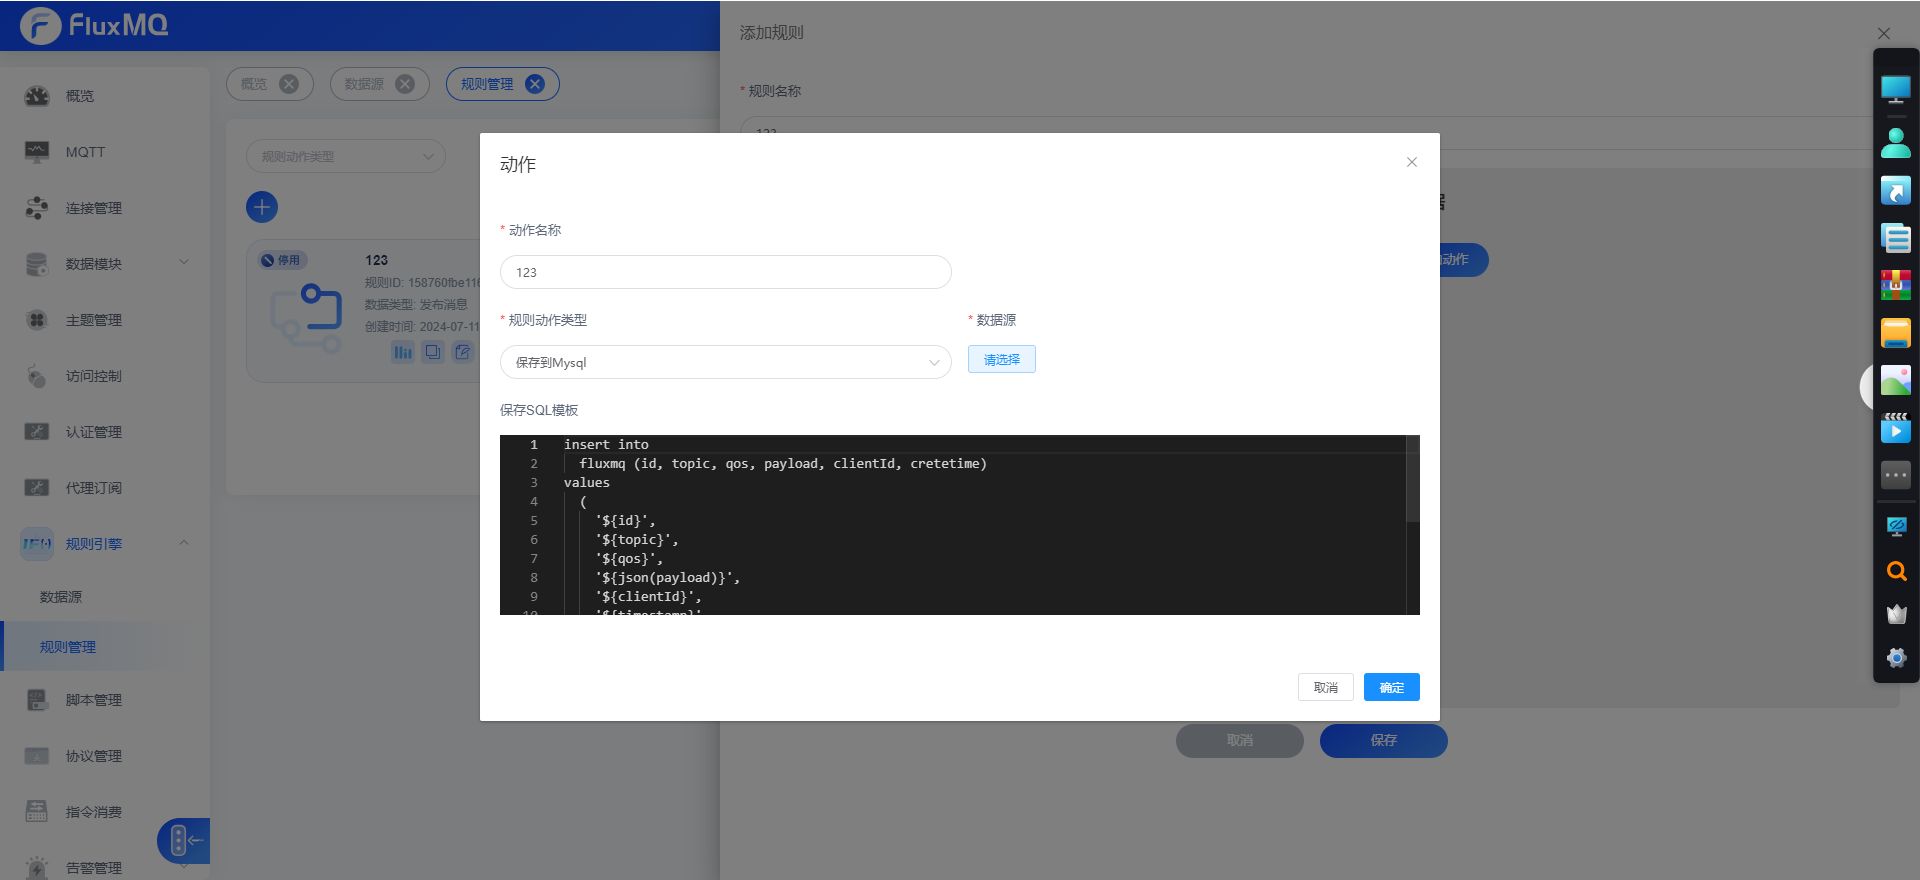 FluxMQ
添加规则
概览
数据源
规则管理
* 规则名称
概览
MQTT
连接管理
数据模块
主题管理
访问控制
认证管理
代理订阅
规则引擎
数据源
规则管理
脚本管理
协议管理
指令消费
告警管理
规则动作类型
停用
123
规则ID: 158760fbe116
数据类型: 发布消息
创建时间: 2024-07-11
动作
* 动作名称
123
* 规则动作类型
* 数据源
保存到Mysql
请选择
保存SQL模板
1 insert into
2 fluxmq (id, topic, qos, payload, clientId, cretetime)
3 values
4 (
5 '${id}',
6 '${topic}',
7 '${qos}',
8 '${json(payload)}',
9 '${clientId}',
10 '${timestamp}'
取消
确定
动作
取消
保存